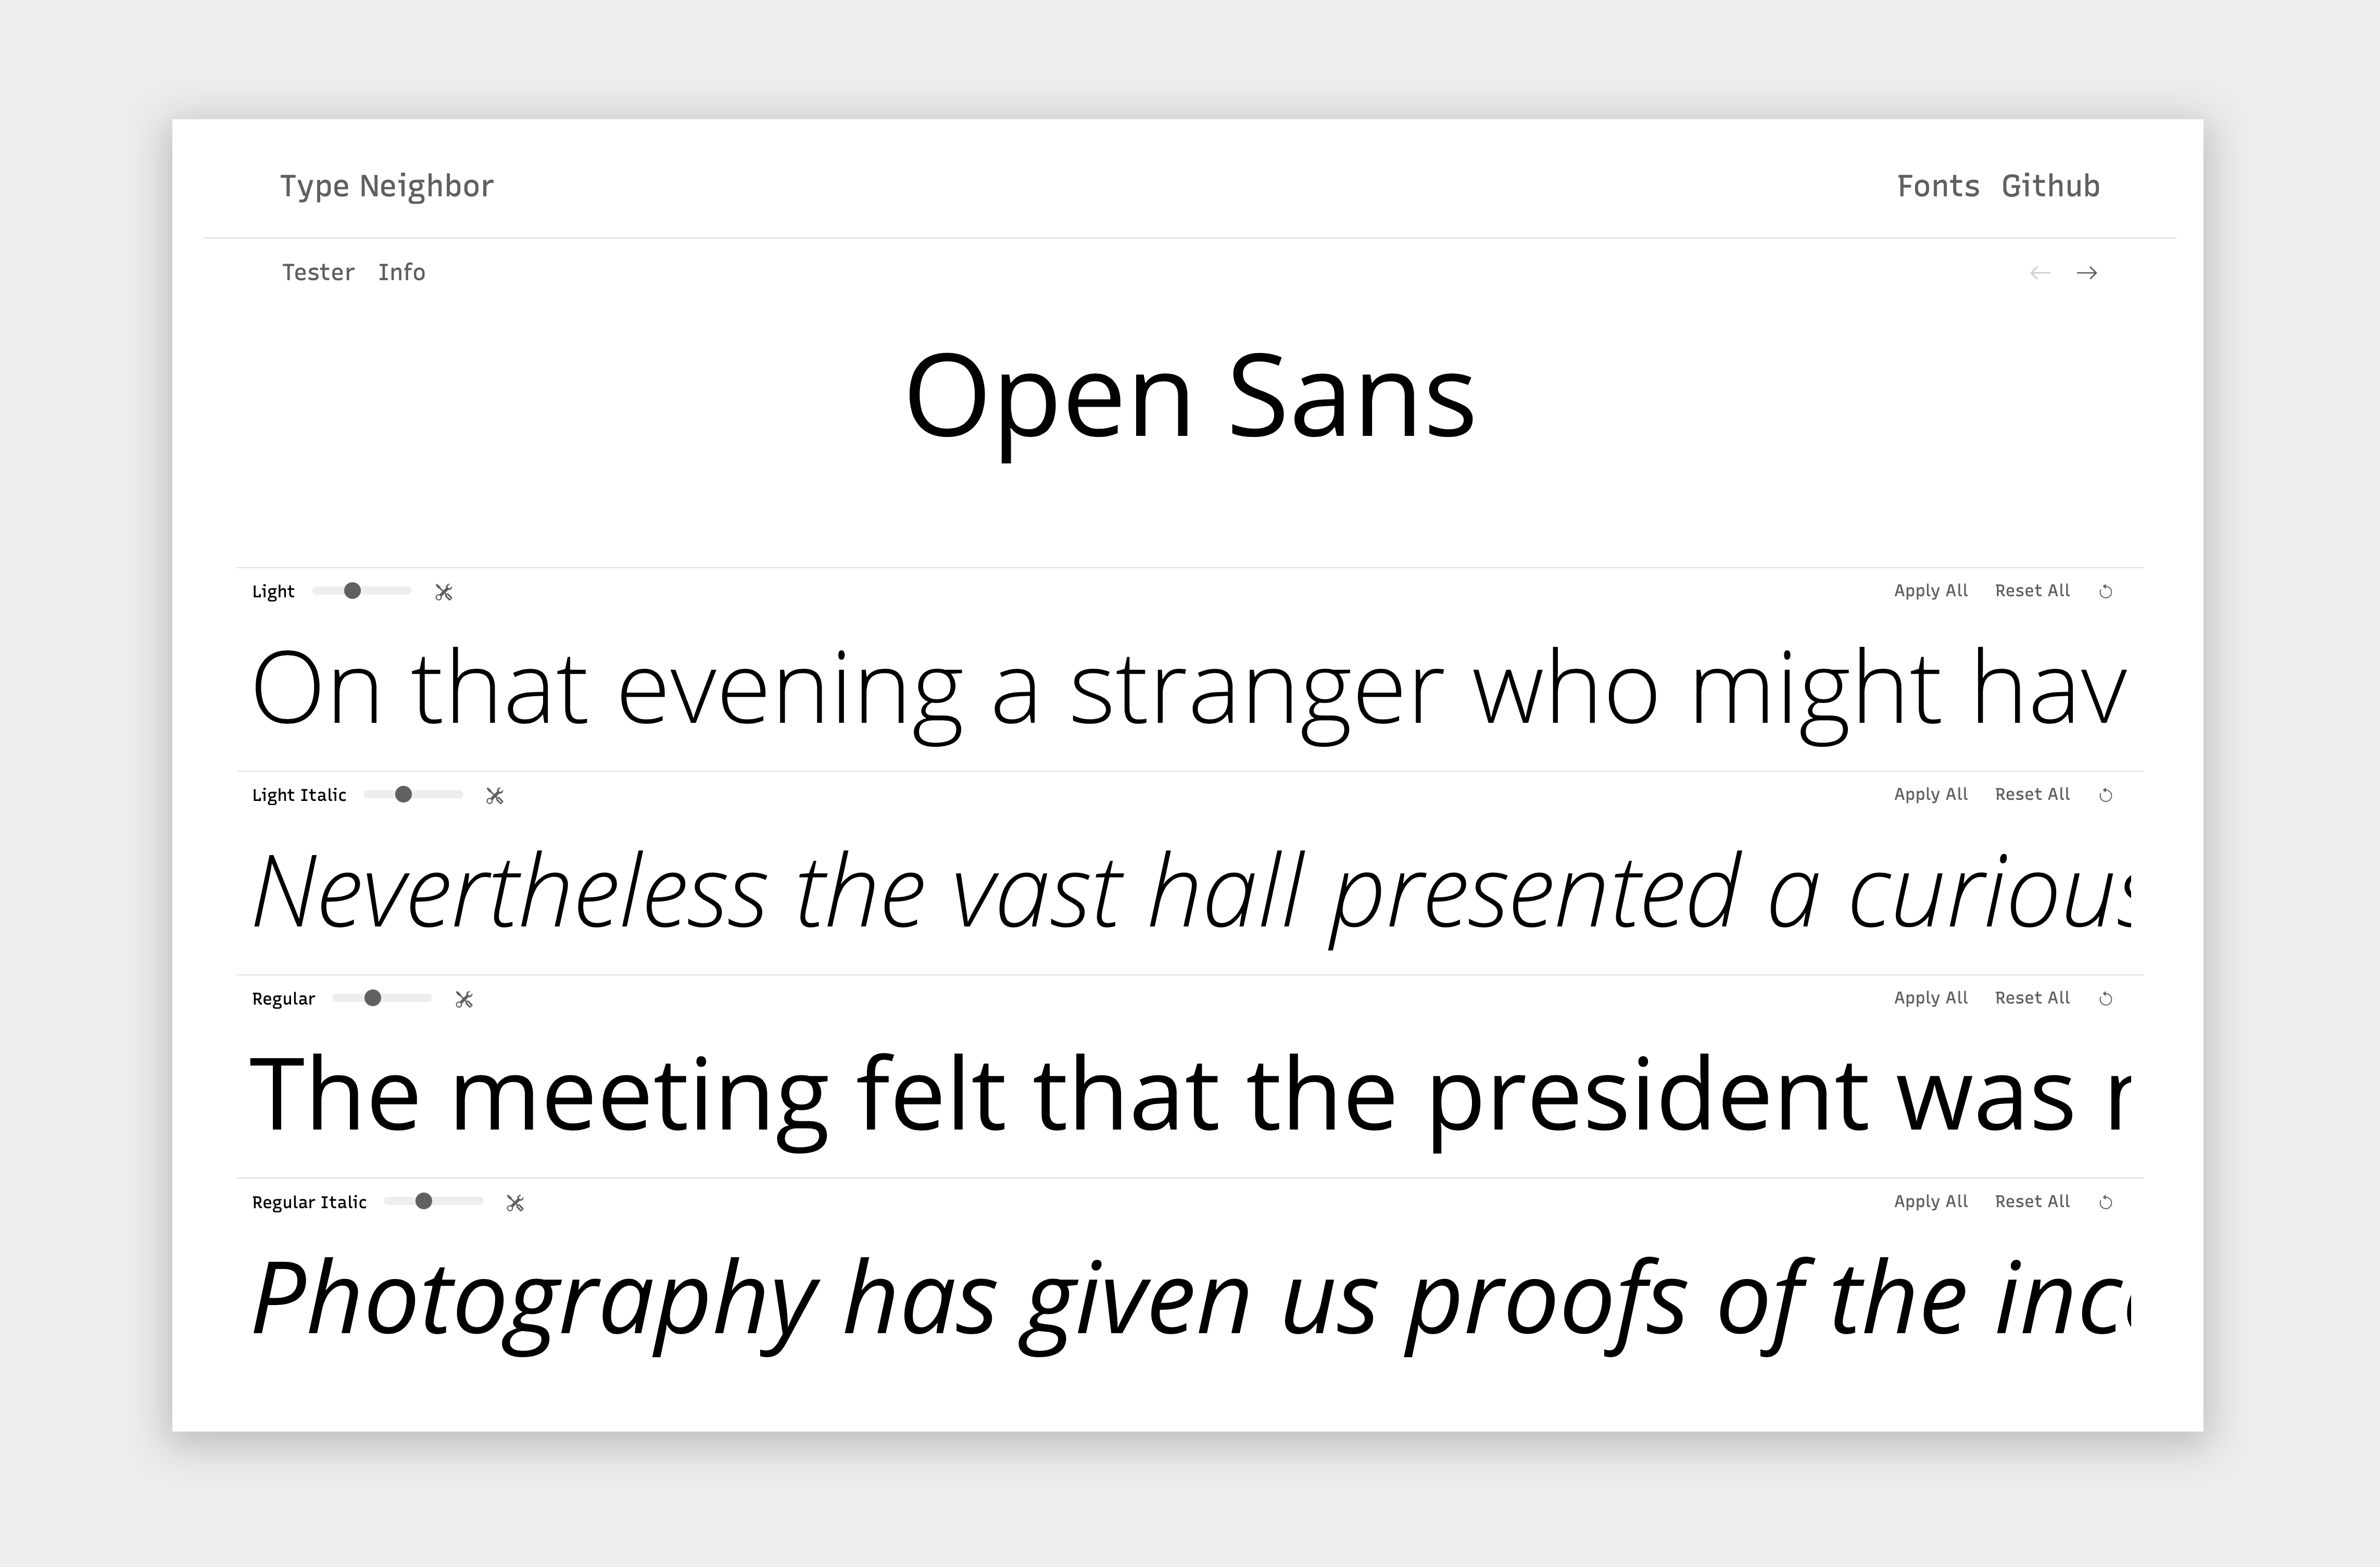 Type Neighbor Fonts Github
Tester Info
Open Sans
Light Apply All Reset All
On that evening a stranger who might hav
Light Italic Apply All Reset All
Nevertheless the vast hall presented a curious
Regular Apply All Reset All
The meeting felt that the president was
Regular Italic Apply All Reset All
Photography has given us proofs of the inc